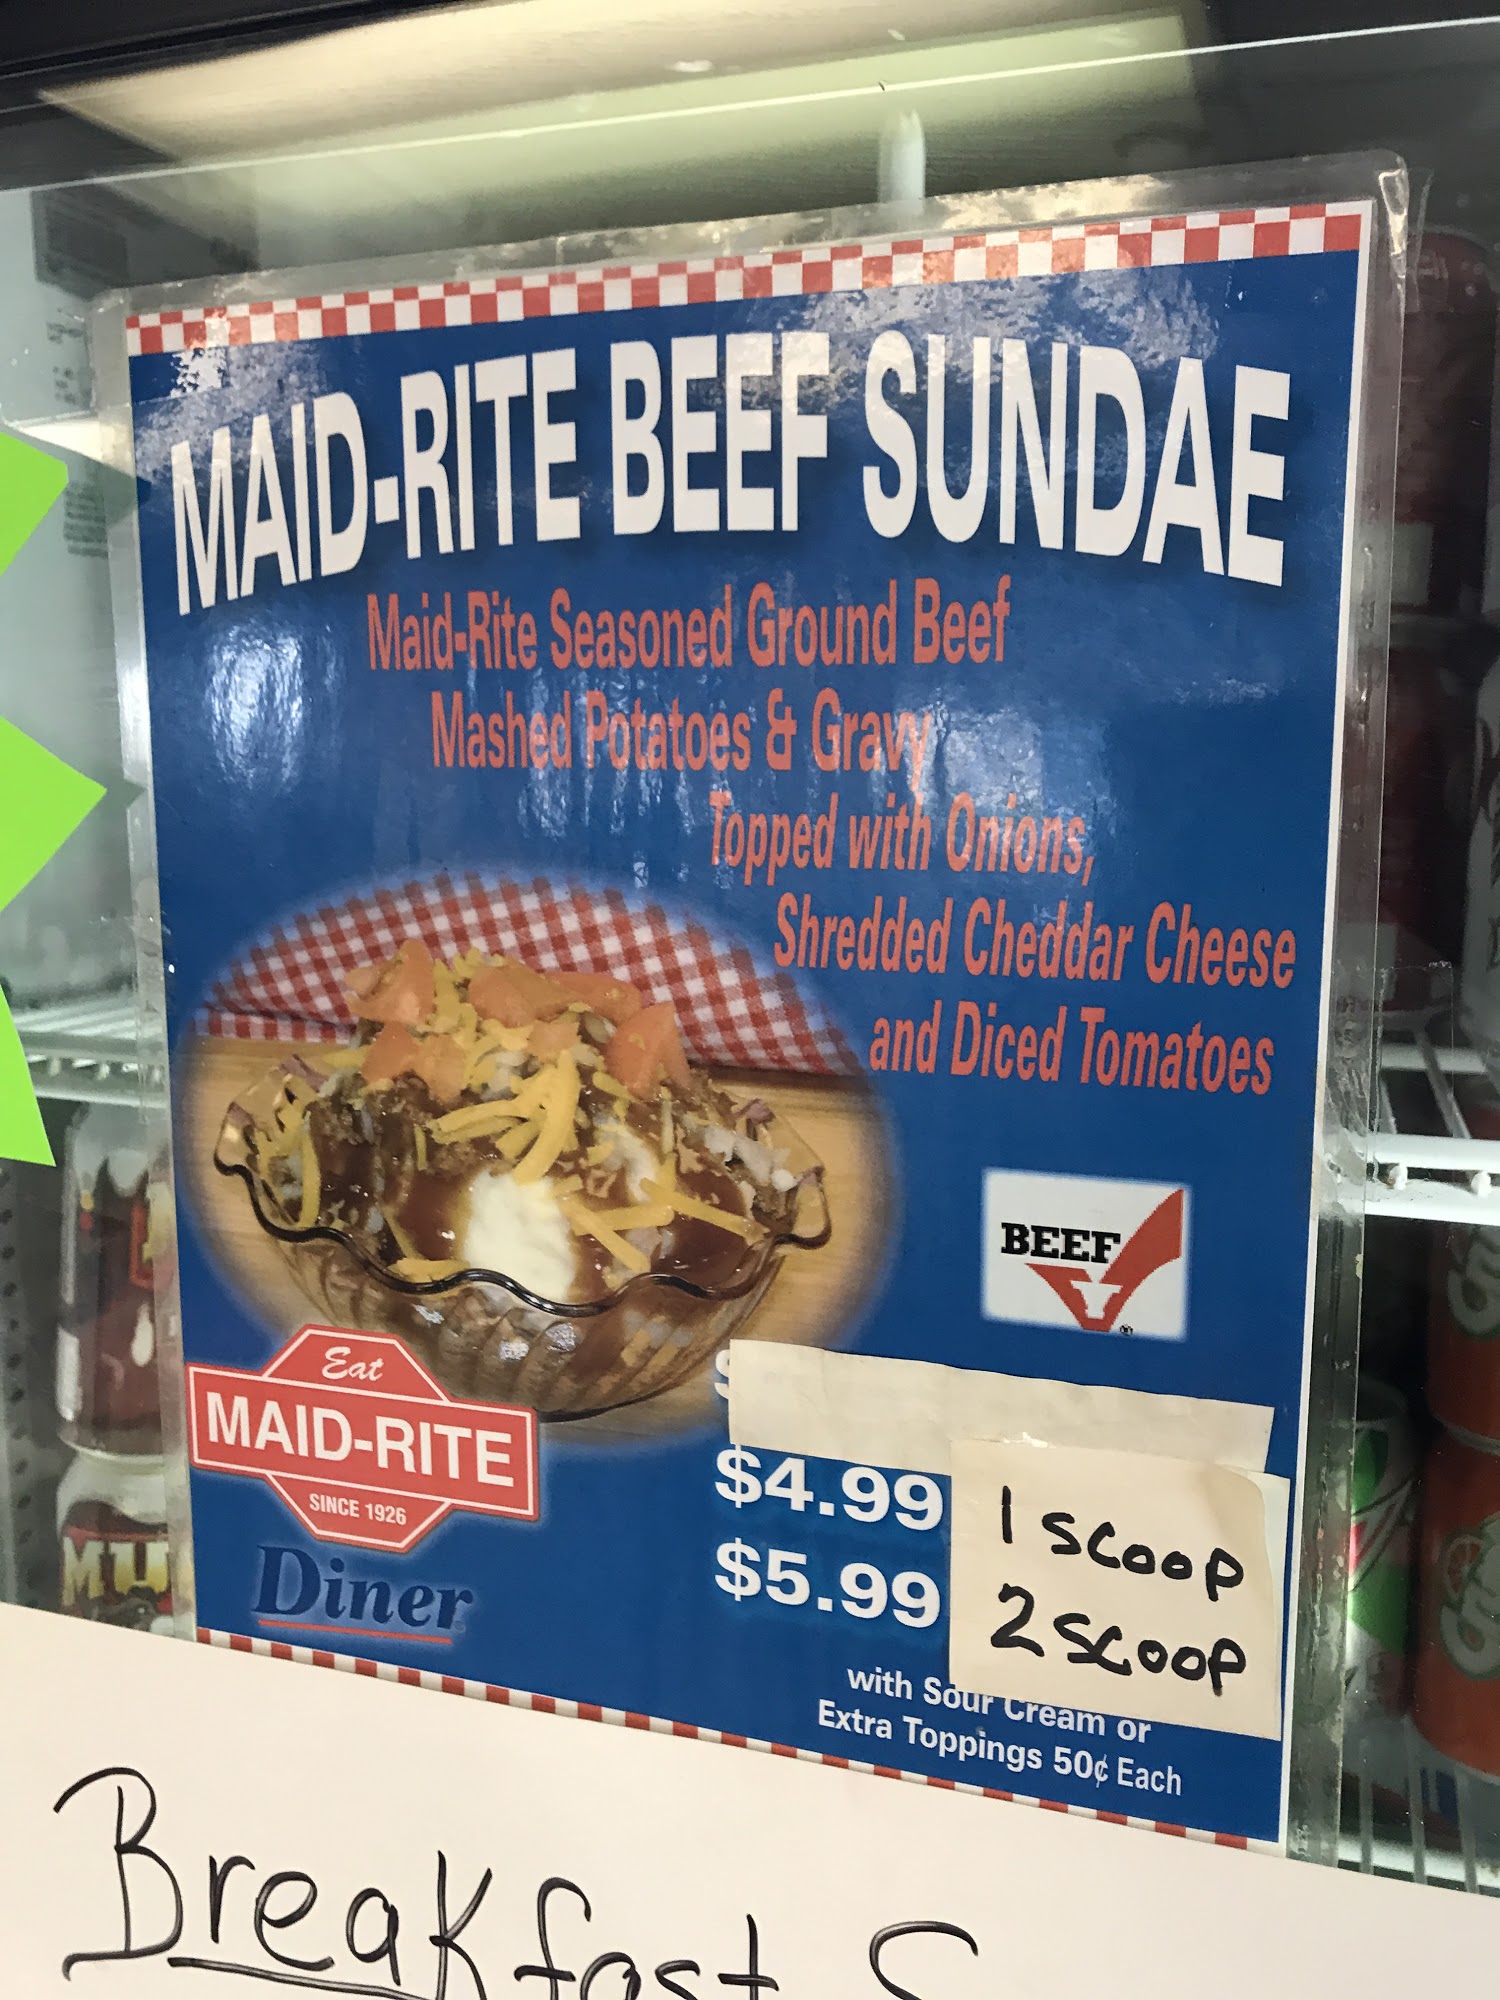 MAID-RITE BEEF SUNDAE
Maid-Rite Seasoned Ground Beef
Mashed Potatoes & Gravy
Topped with Onions,
Shredded Cheddar Cheese
and Diced Tomatoes
BEEF
Eat
MAID-RITE
SINCE 1926
Diner
$4.99 1 scoop
$5.99 2 scoop
with Sour Cream or
Extra Toppings 50¢ Each
MU
Breakfast S